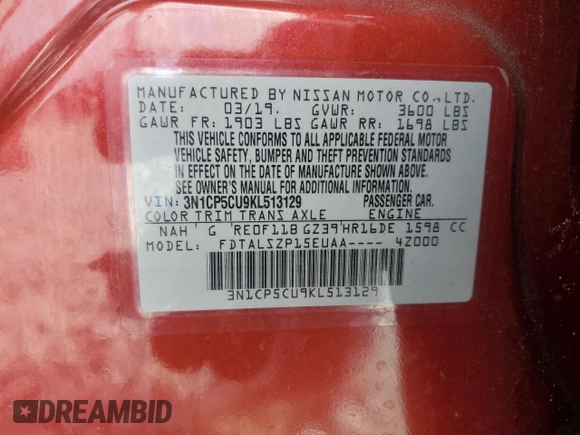 MANUFACTURED BY NISSAN MOTOR CO.,LTD.
DATE: 03/19. GVWR: 3600 LBS
GAWR FR: 1903 LBS GAWR RR: 1698 LBS
THIS VEHICLE CONFORMS TO ALL APPLICABLE FEDERAL MOTOR
VEHICLE SAFETY, BUMPER AND THEFT PREVENTION STANDARDS
IN EFFECT ON THE DATE OF MANUFACTURE SHOWN ABOVE.
SEE OWNER'S MANUAL FOR ADDITIONAL INFORMATION.
VIN: 3N1CP5CU9KL513129 PASSENGER CAR.
COLOR TRIM TRANS AXLE ENGINE
NAH ' G 'RE0F11B GZ39'HR16DE 1598 CC
MODEL: FDTALSZP15EUAA---- 4Z000
3N1CP5CU9KL513129
DREAMBID